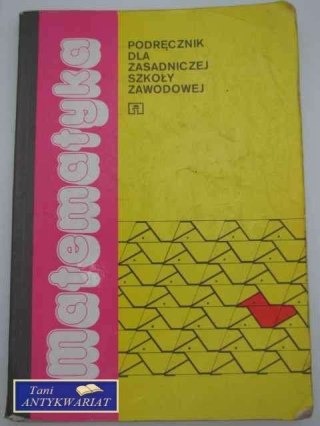 matematyka
PODRĘCZNIK
DLA
ZASADNICZEJ
SZKOŁY
ZAWODOWEJ
Tani
ANTYKWARIAT